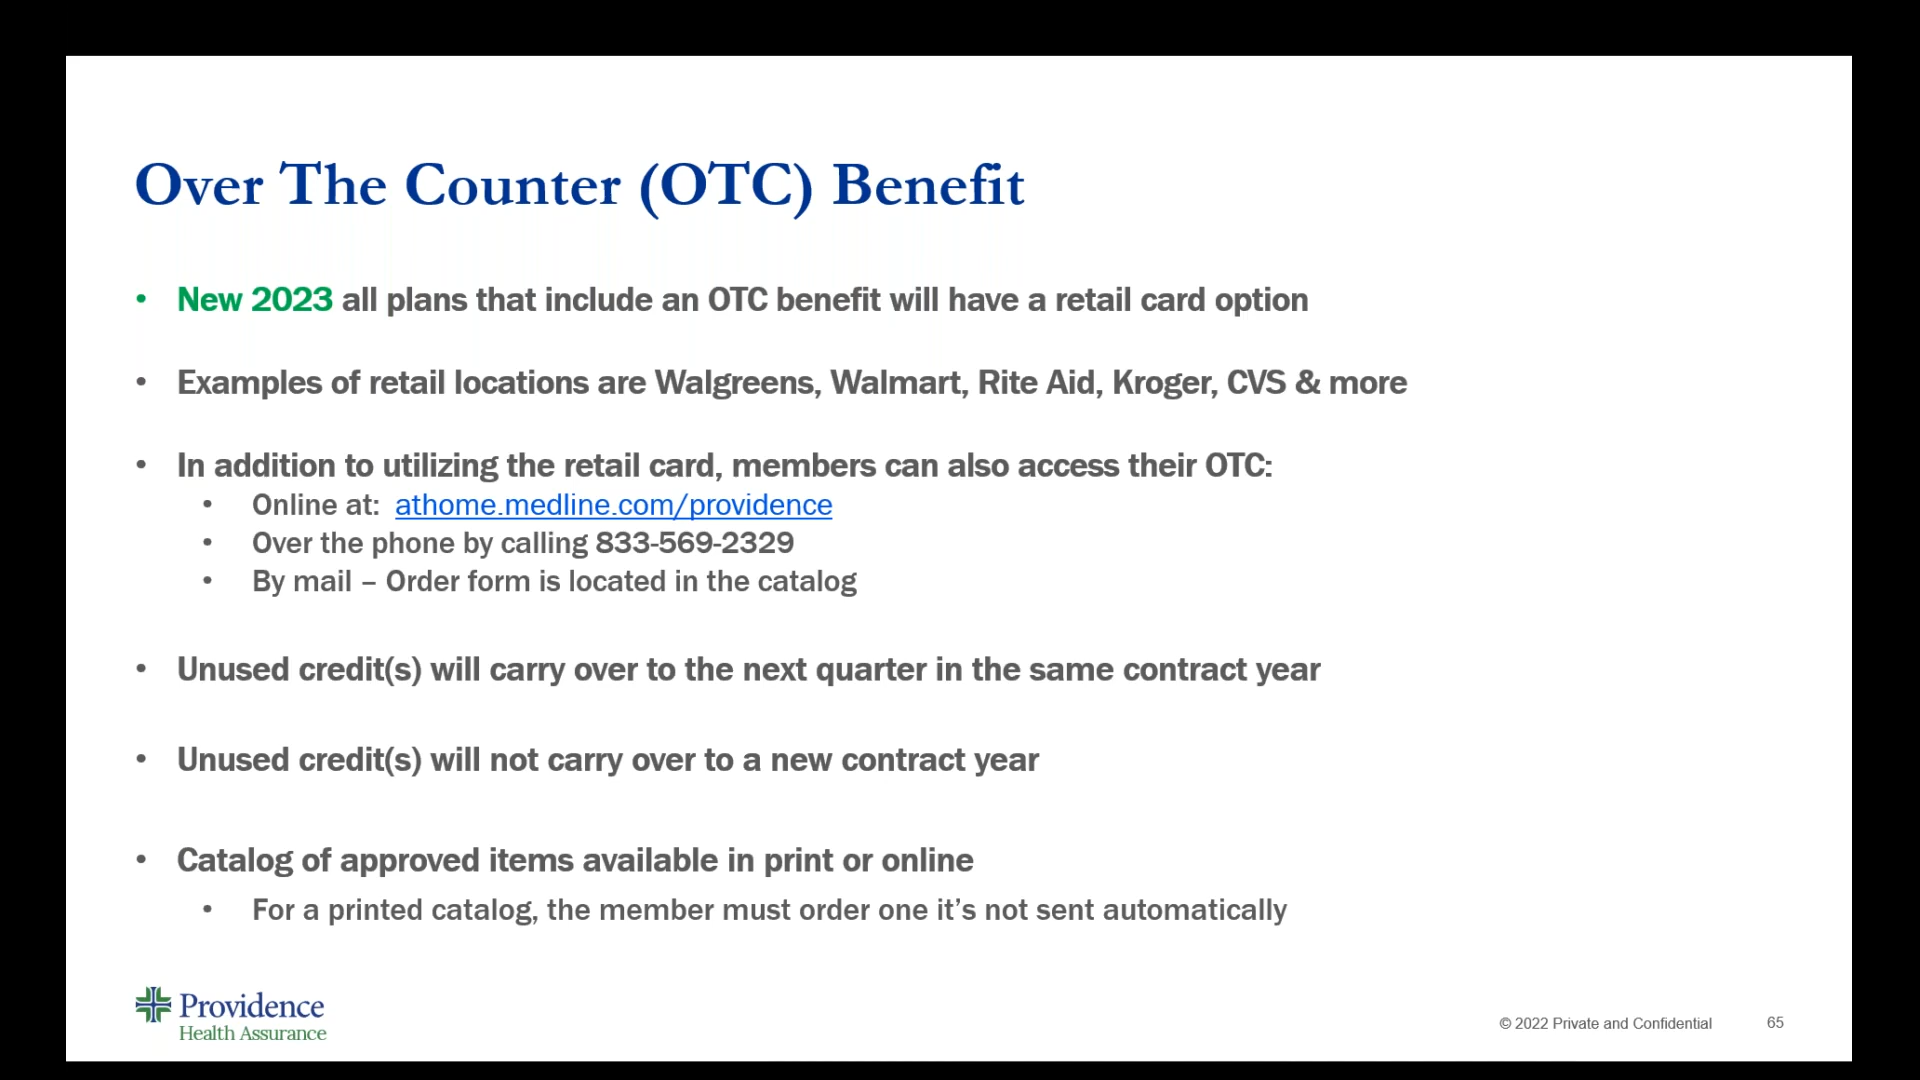 Over The Counter (OTC) Benefit
• New 2023 all plans that include an OTC benefit will have a retail card option
• Examples of retail locations are Walgreens, Walmart, Rite Aid, Kroger, CVS & more
• In addition to utilizing the retail card, members can also access their OTC:
• Online at: athome.medline.com/providence
• Over the phone by calling 833-569-2329
• By mail – Order form is located in the catalog
• Unused credit(s) will carry over to the next quarter in the same contract year
• Unused credit(s) will not carry over to a new contract year
• Catalog of approved items available in print or online
• For a printed catalog, the member must order one it’s not sent automatically
Providence
Health Assurance
© 2022 Private and Confidential 65